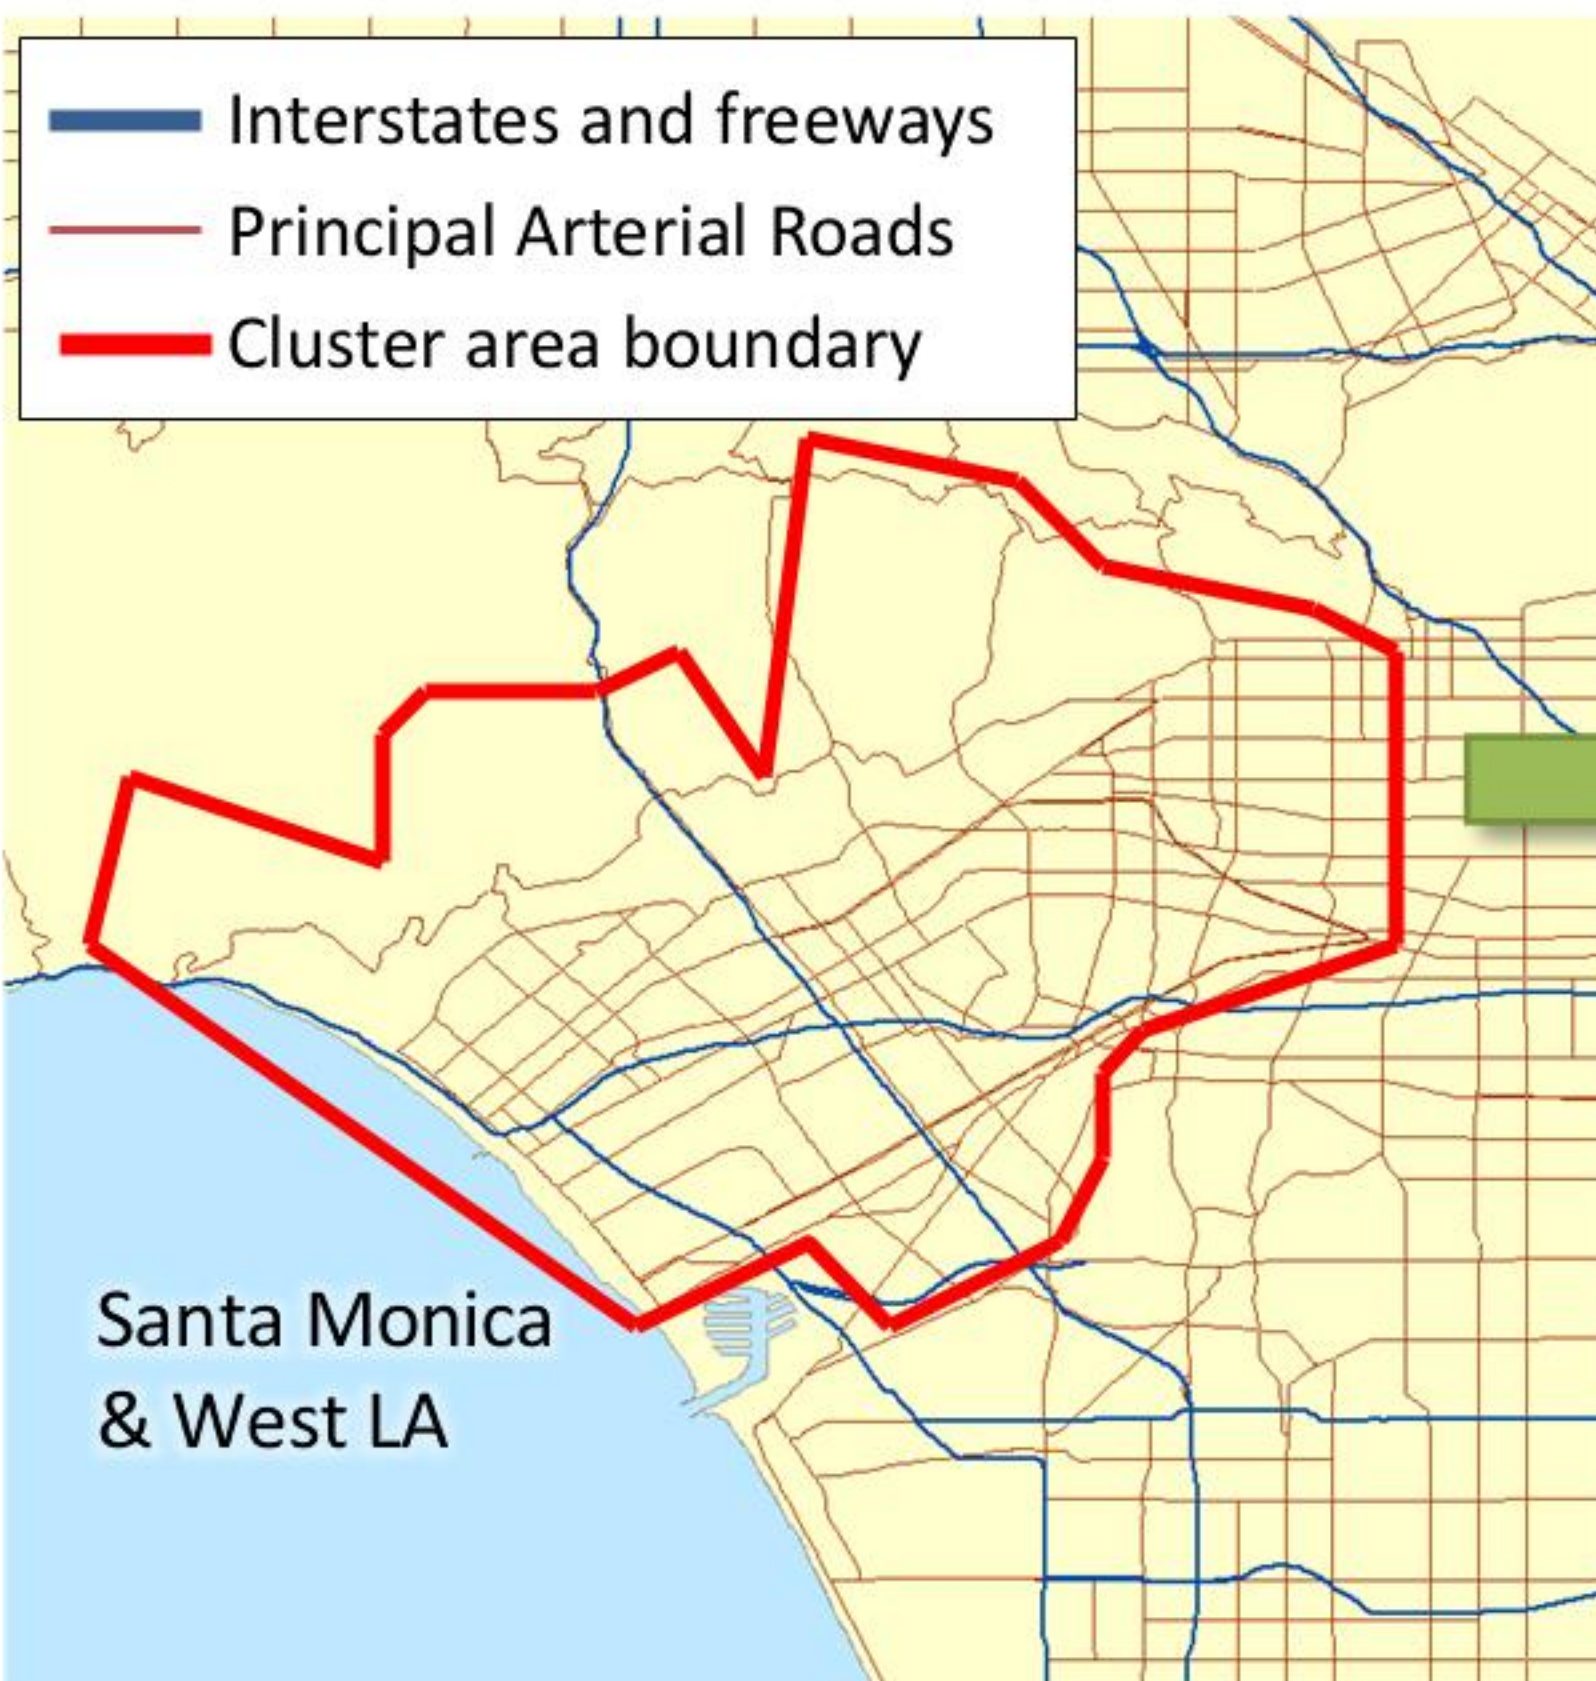 Interstates and freeways
Principal Arterial Roads
Cluster area boundary
Santa Monica
& West LA